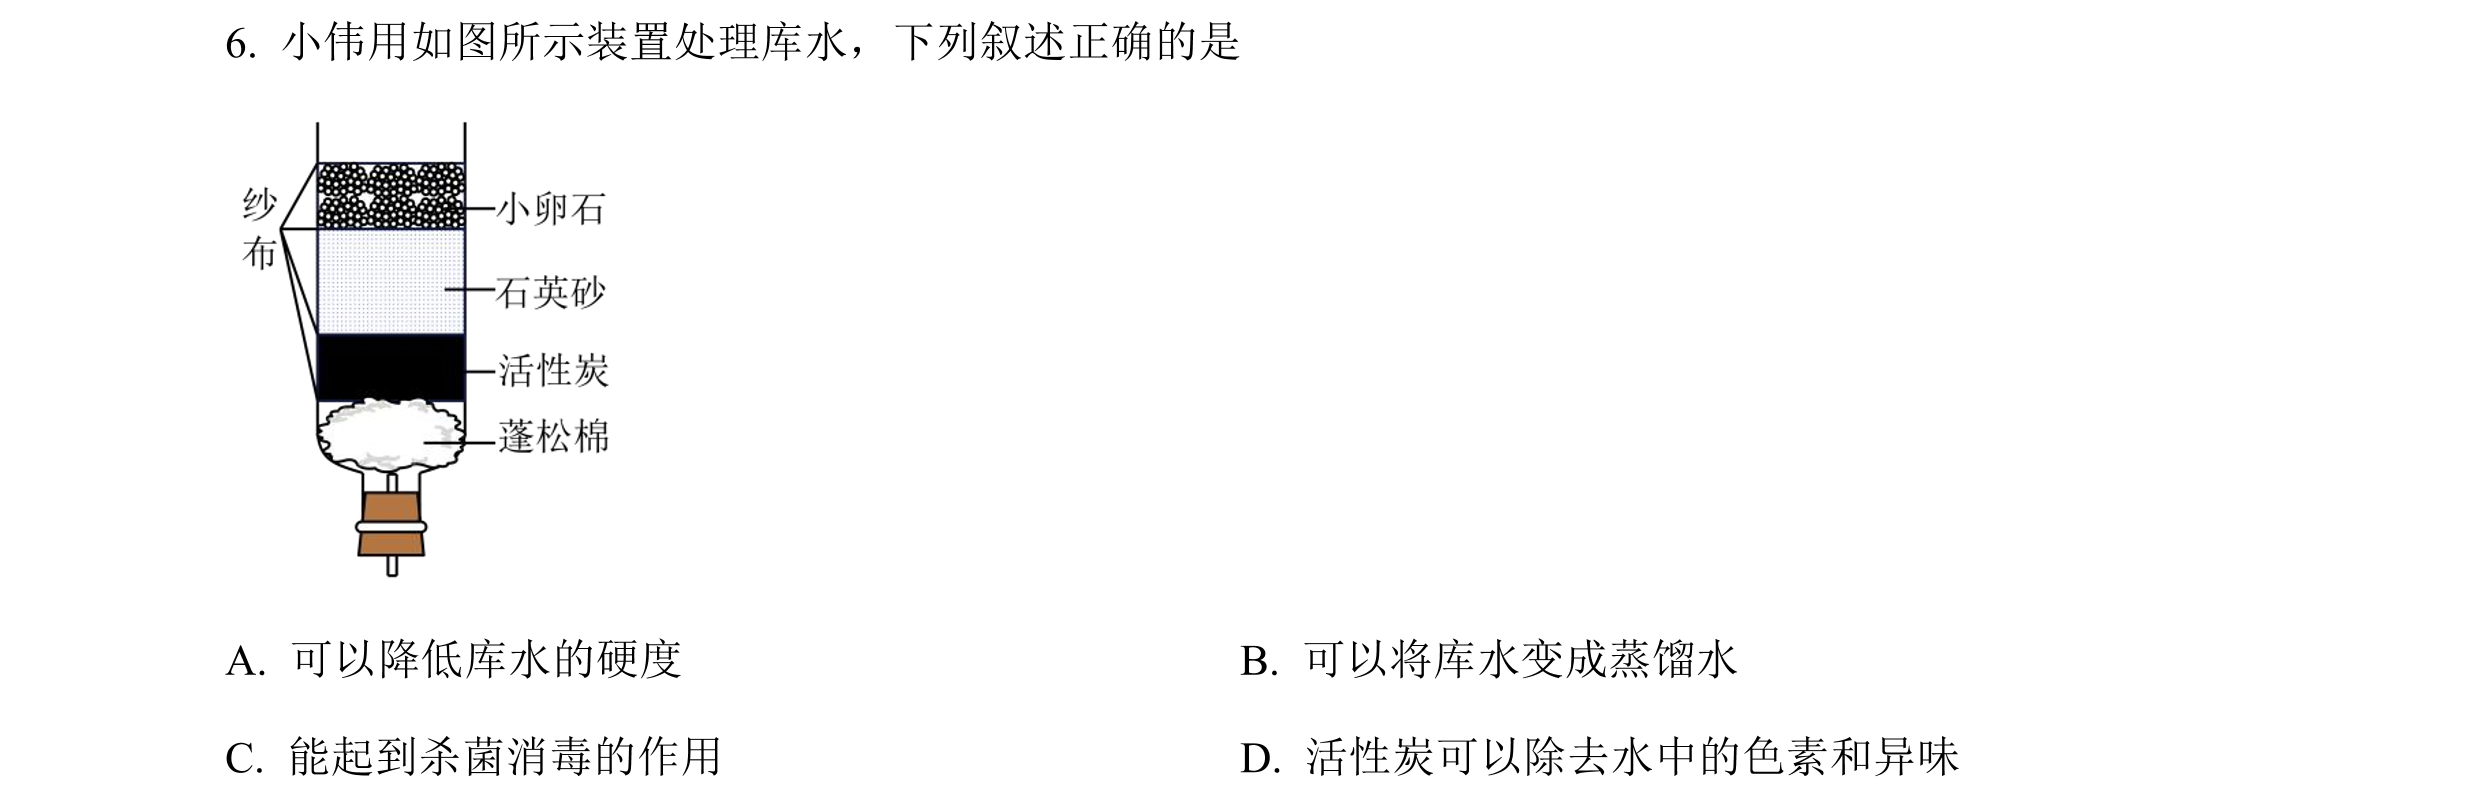 6. 小伟用如图所示装置处理库水，下列叙述正确的是
纱布
小卵石
石英砂
活性炭
蓬松棉
A. 可以降低库水的硬度
B. 可以将库水变成蒸馏水
C. 能起到杀菌消毒的作用
D. 活性炭可以除去水中的色素和异味